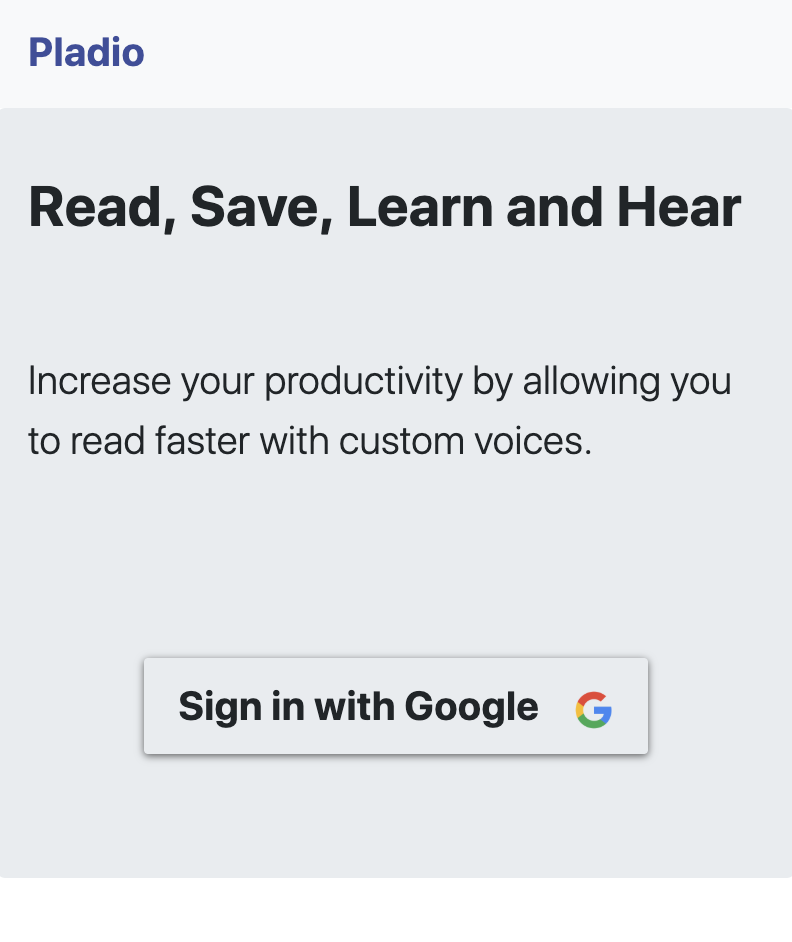 Pladio
Read, Save, Learn and Hear
Increase your productivity by allowing you
to read faster with custom voices.
Sign in with Google